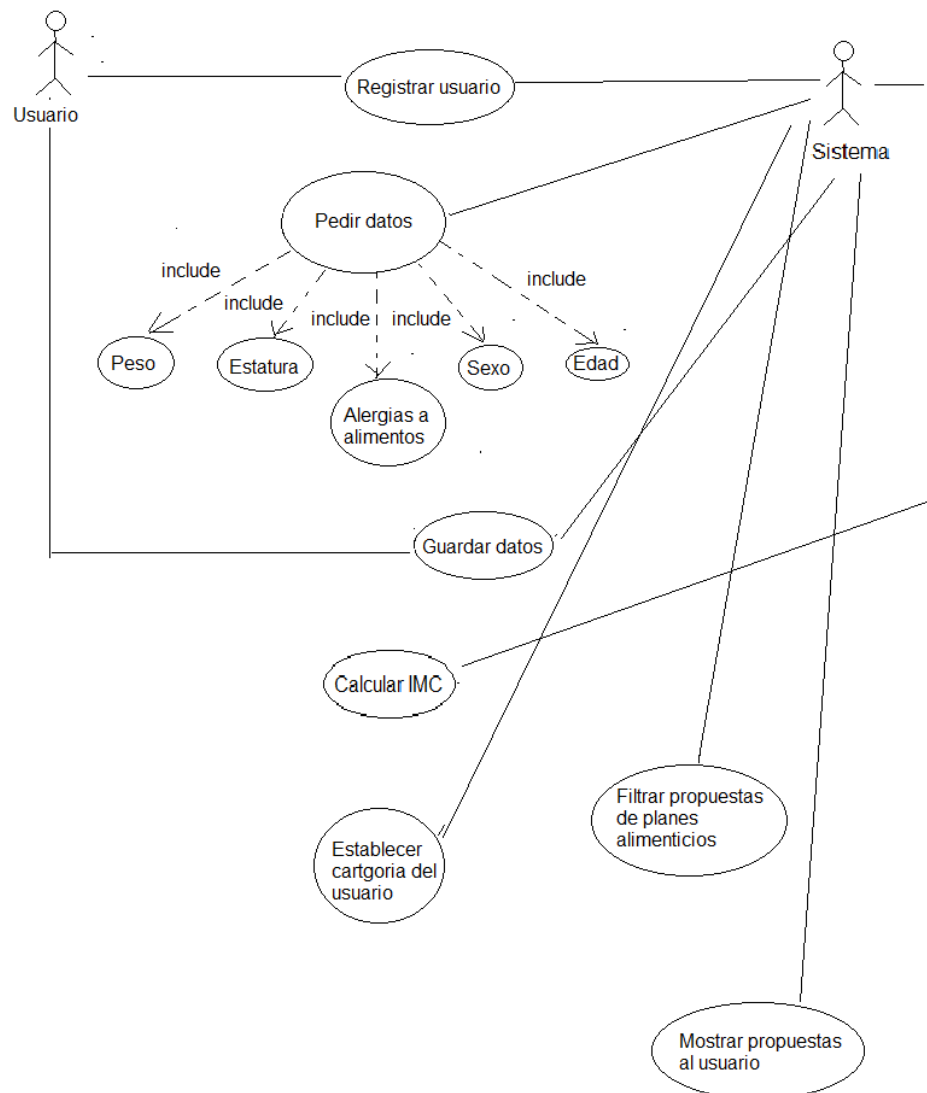 Usuario
Registrar usuario
Sistema
Pedir datos
include
include
include
include
include
Peso
Estatura
Alergias a
alimentos
Sexo
Edad
Guardar datos
Calcular IMC
Establecer
cartgoria del
usuario
Filtrar propuestas
de planes
alimenticios
Mostrar propuestas
al usuario